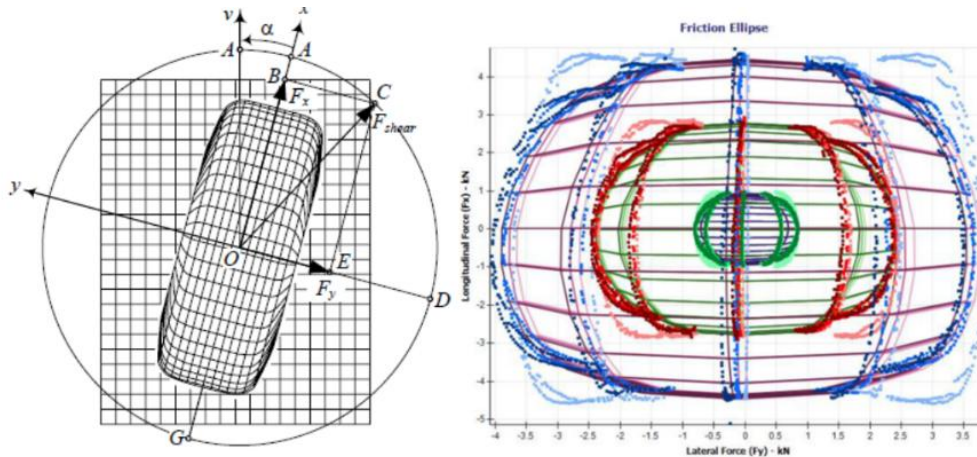 v
x
α
A
A
B
F_x
C
F_shear
y
O
E
F_y
D
G
Friction Ellipse
Longitudinal Force (Fx) - kN
4
3
2
1
0
-1
-2
-3
-4
-5
-4 -3.5 -3 -2.5 -2 -1.5 -1 -0.5 0 0.5 1 1.5 2 2.5 3 3.5
Lateral Force (Fy) - kN